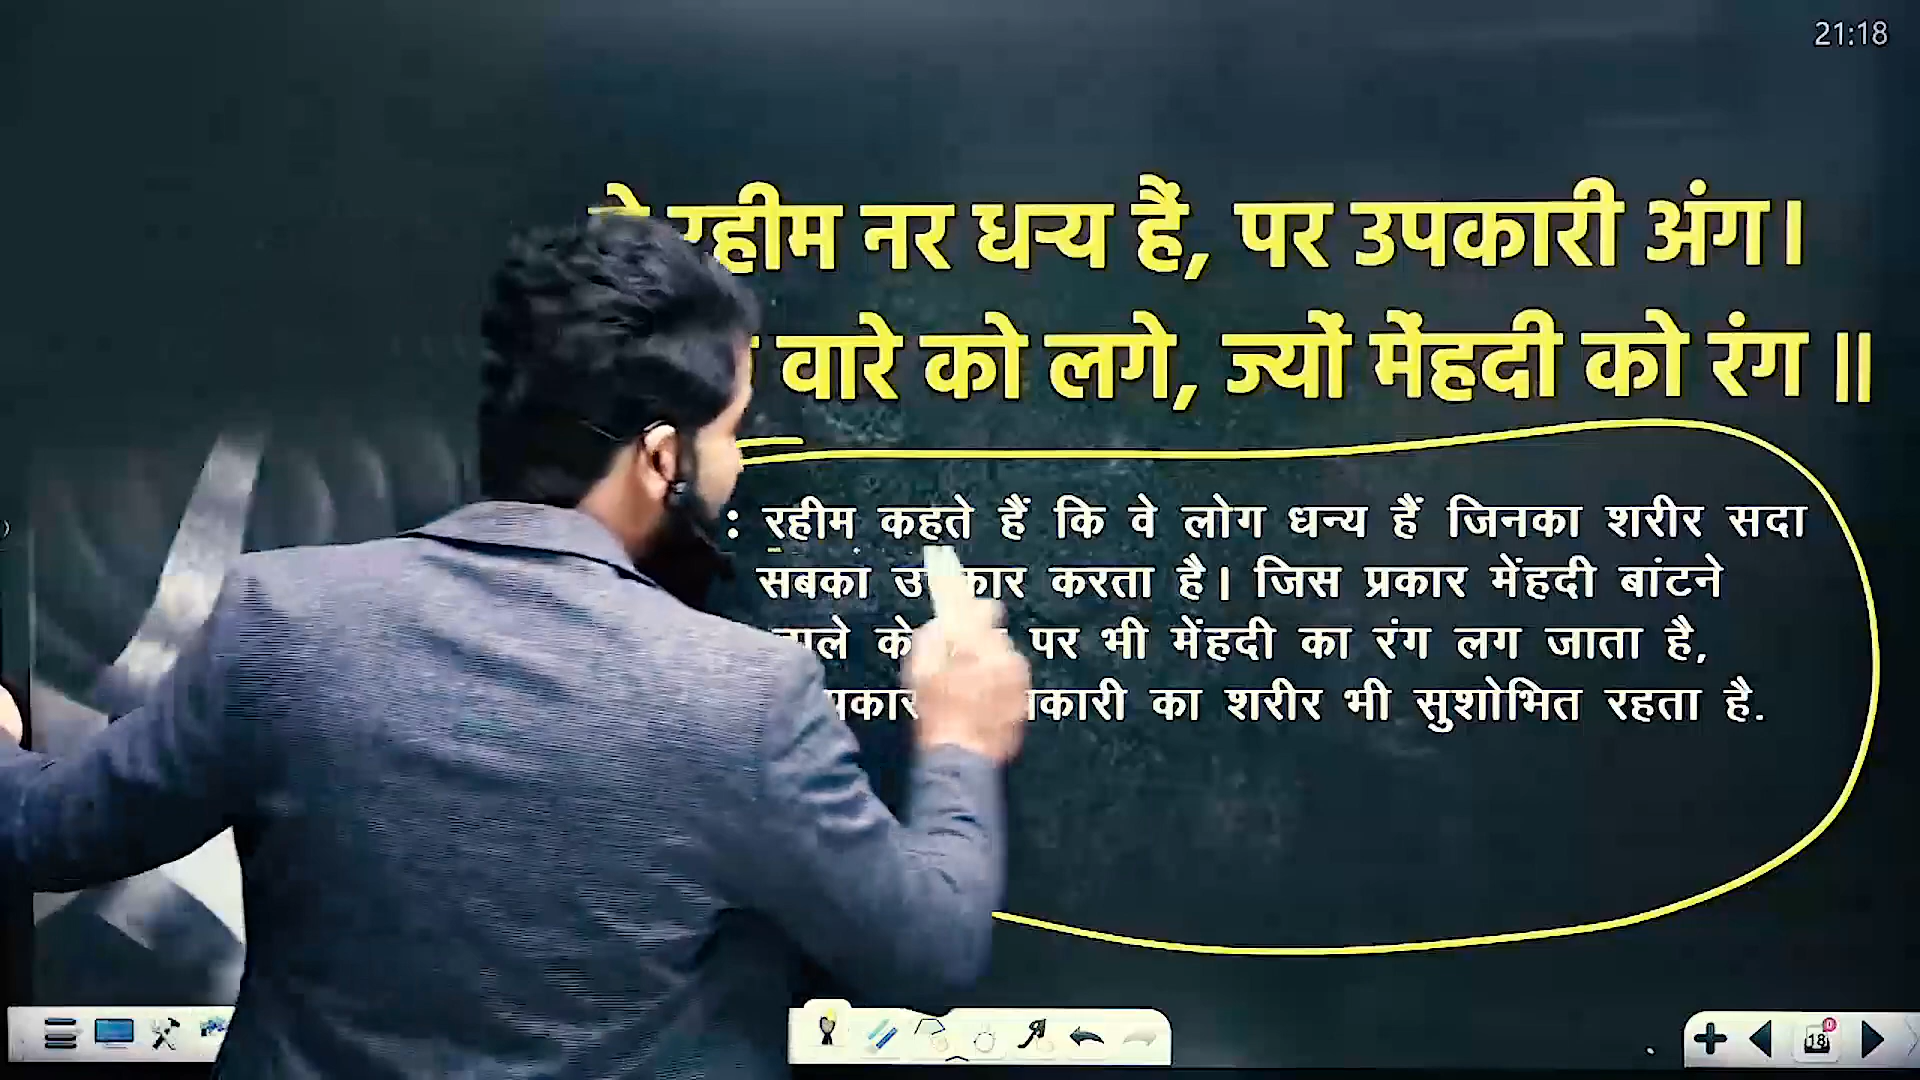 21:18
रहीम नर धन्य हैं, पर उपकारी अंग।
वारे को लगे, ज्यों मेंहदी को रंग ||
: रहीम कहते हैं कि वे लोग धन्य हैं जिनका शरीर सदा
सबका करता है। जिस प्रकार मेंहदी बांटने
के पर भी मेंहदी का रंग लग जाता है,
का शरीर भी सुशोभित रहता है.
18